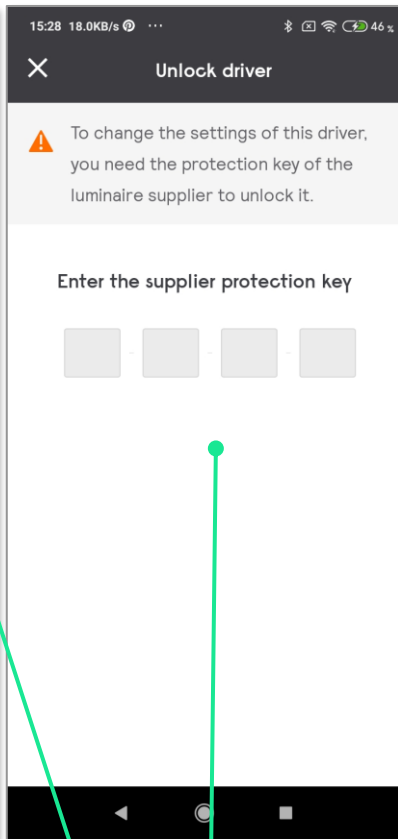 15:28 18.0KB/s ... 46 %
Unlock driver
To change the settings of this driver,
you need the protection key of the
luminaire supplier to unlock it.
Enter the supplier protection key
- - -